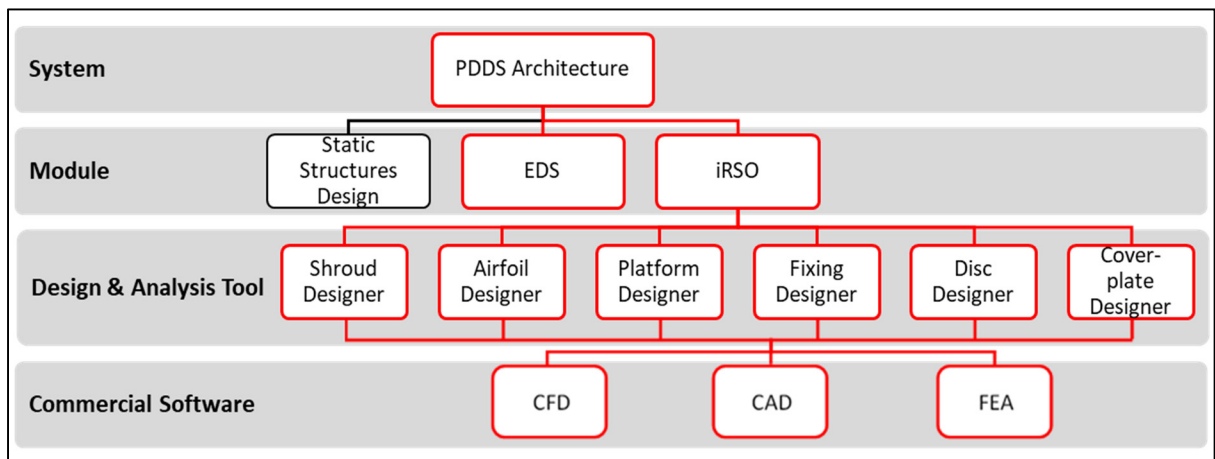 System
PDDS Architecture
Module
Static
Structures
Design
EDS
iRSO
Design & Analysis Tool
Shroud
Designer
Airfoil
Designer
Platform
Designer
Fixing
Designer
Disc
Designer
Cover-
plate
Designer
Commercial Software
CFD
CAD
FEA